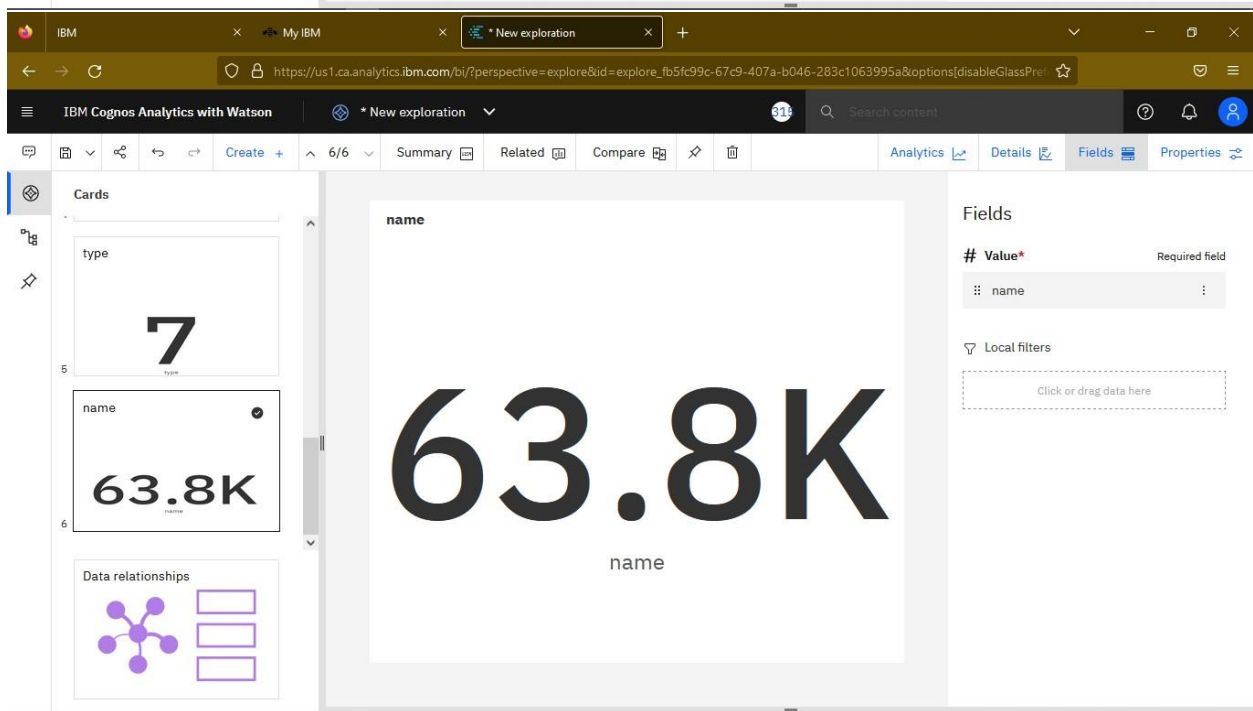 IBM
My IBM
* New exploration
https://us1.ca.analytics.ibm.com/bi/?perspective=explore&id=explore_fb5fc99c-67c9-407a-b046-283c1063995a&options[disableGlassPref
IBM Cognos Analytics with Watson
* New exploration
Search content
Create +
6/6
Summary
Related
Compare
Analytics
Details
Fields
Properties
Cards
type
7
type
5
name
63.8K
name
6
Data relationships
name
63.8K
name
Fields
# Value*
Required field
name
Local filters
Click or drag data here